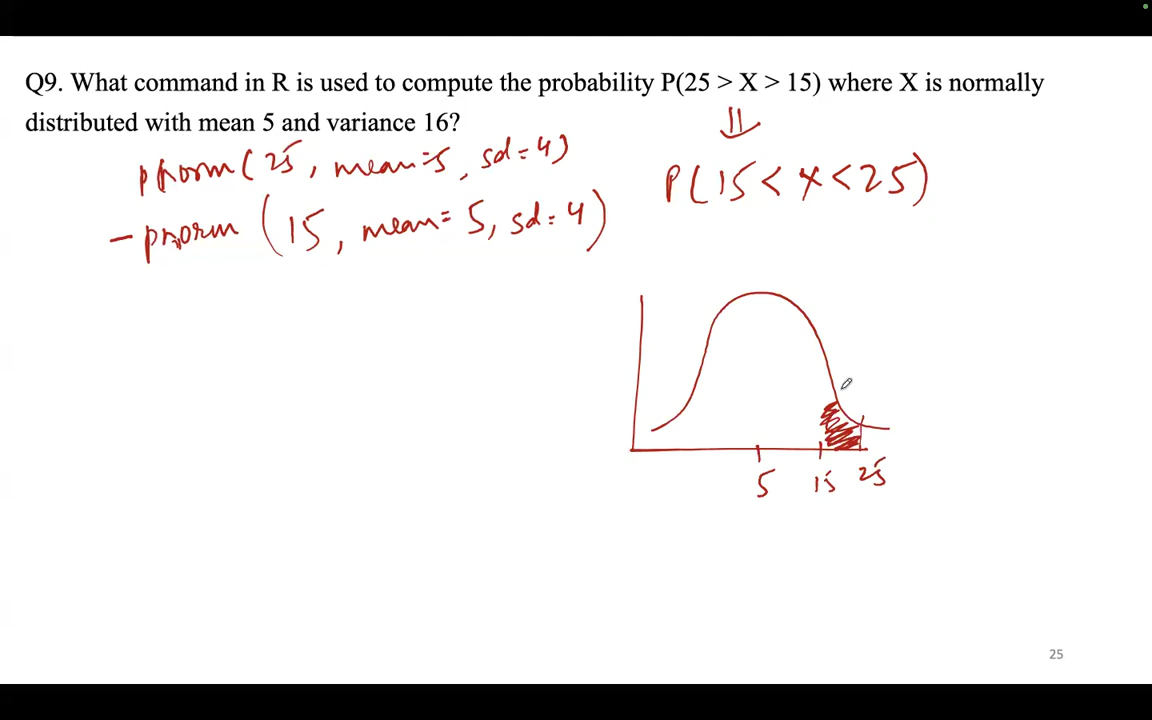 Q9. What command in R is used to compute the probability P(25 > X > 15) where X is normally
distributed with mean 5 and variance 16?
pnorm(25, mean=5, sd=4)
- pnorm (15, mean= 5, sd=4)
P(15 < X < 25)
5 15 25
25